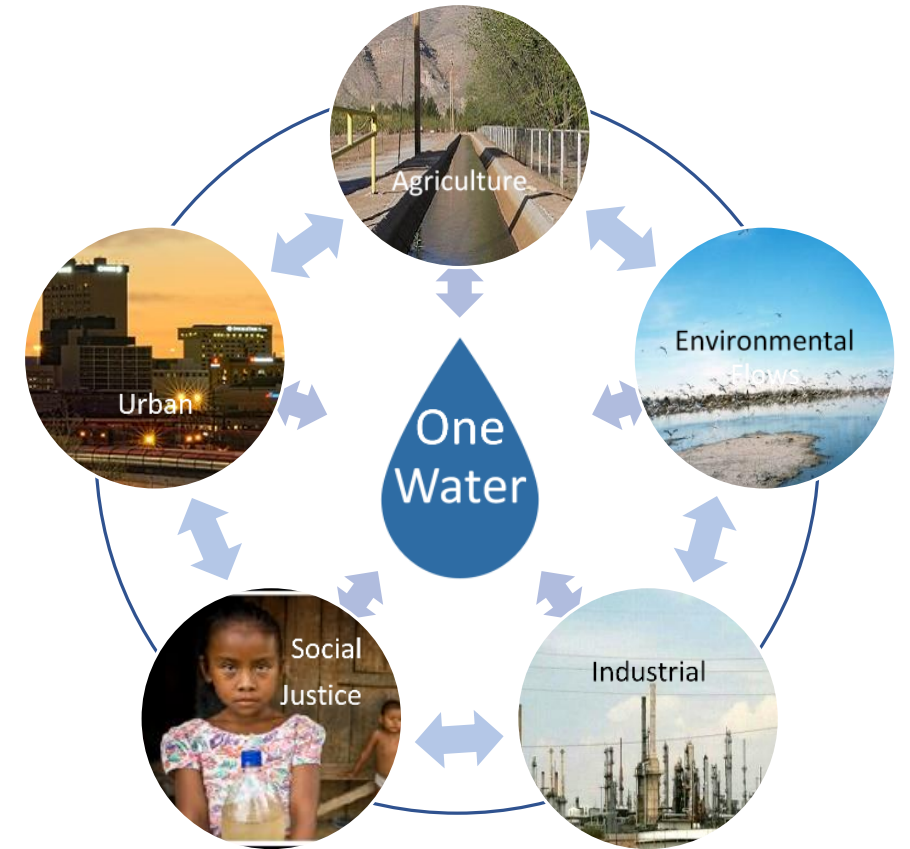 Agriculture
Environmental
Flows
Urban
One
Water
Social
Justice
Industrial